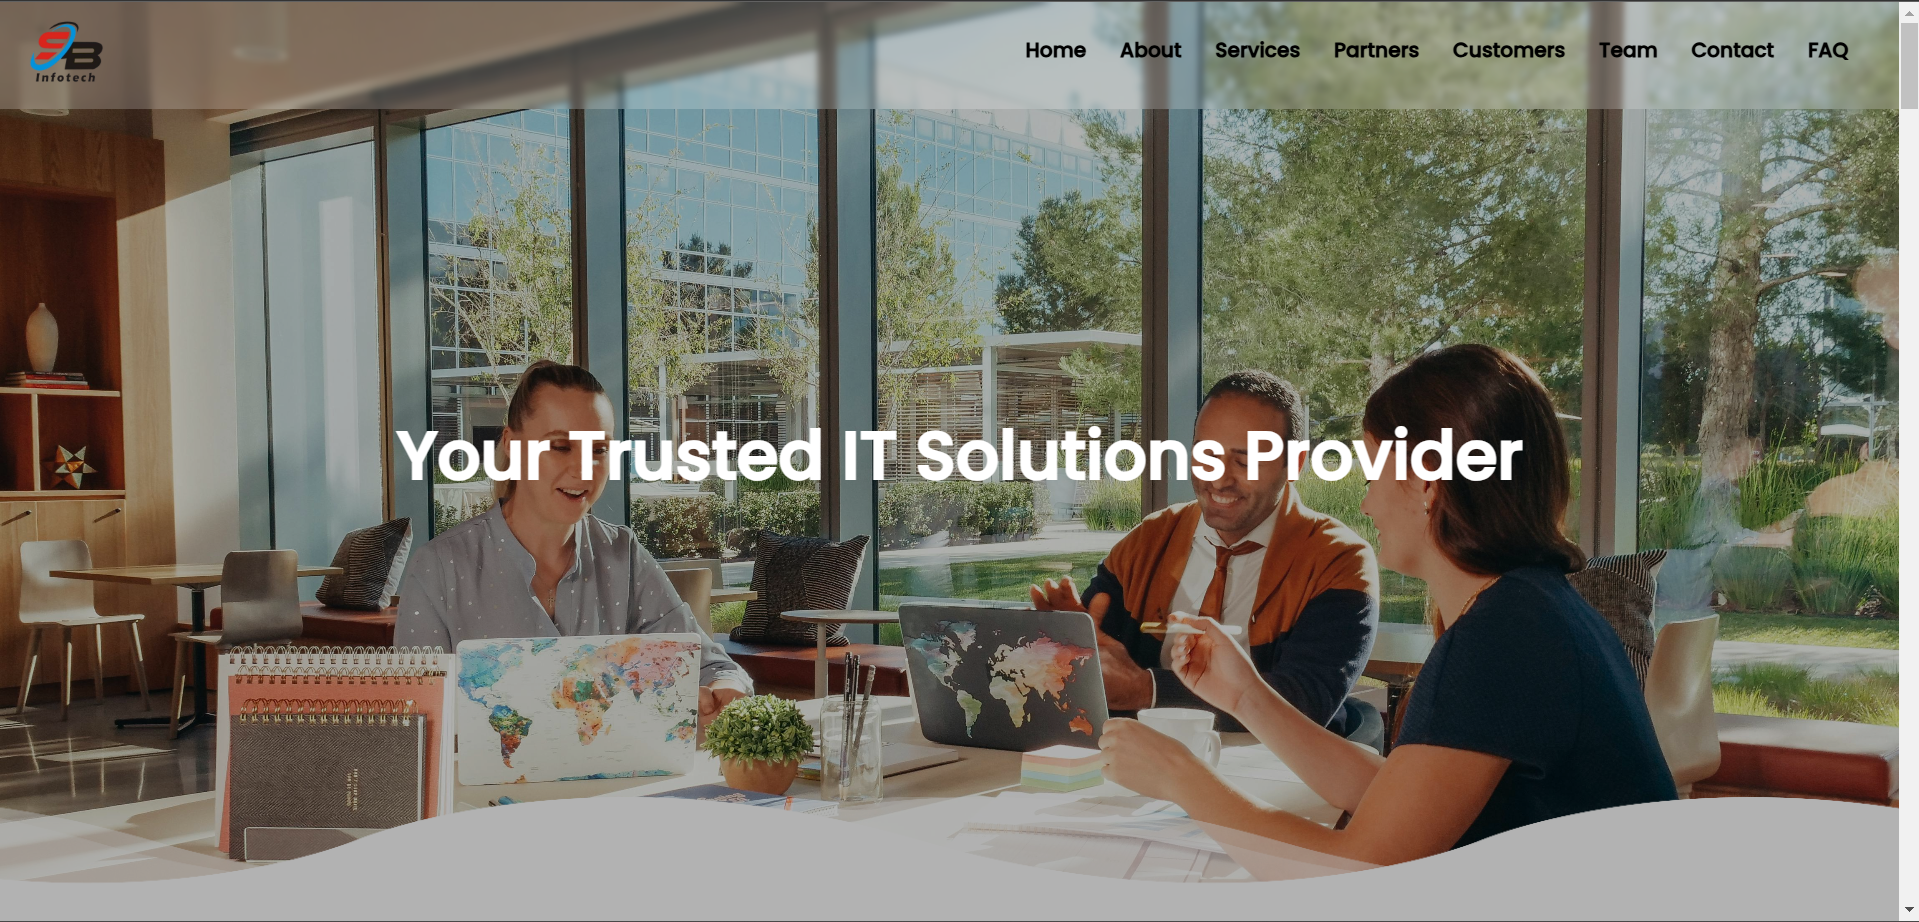 SB
Infotech
Home About Services Partners Customers Team Contact FAQ
Your Trusted IT Solutions Provider